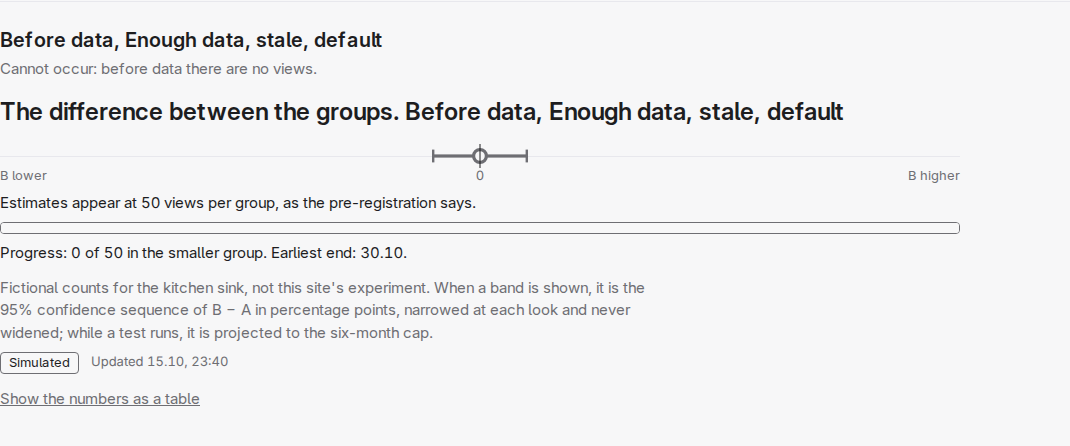 Before data, Enough data, stale, default
Cannot occur: before data there are no views.
The difference between the groups. Before data, Enough data, stale, default
B lower
0
B higher
Estimates appear at 50 views per group, as the pre-registration says.
Progress: 0 of 50 in the smaller group. Earliest end: 30.10.
Fictional counts for the kitchen sink, not this site's experiment. When a band is shown, it is the
95% confidence sequence of B − A in percentage points, narrowed at each look and never
widened; while a test runs, it is projected to the six-month cap.
Simulated
Updated 15.10, 23:40
Show the numbers as a table